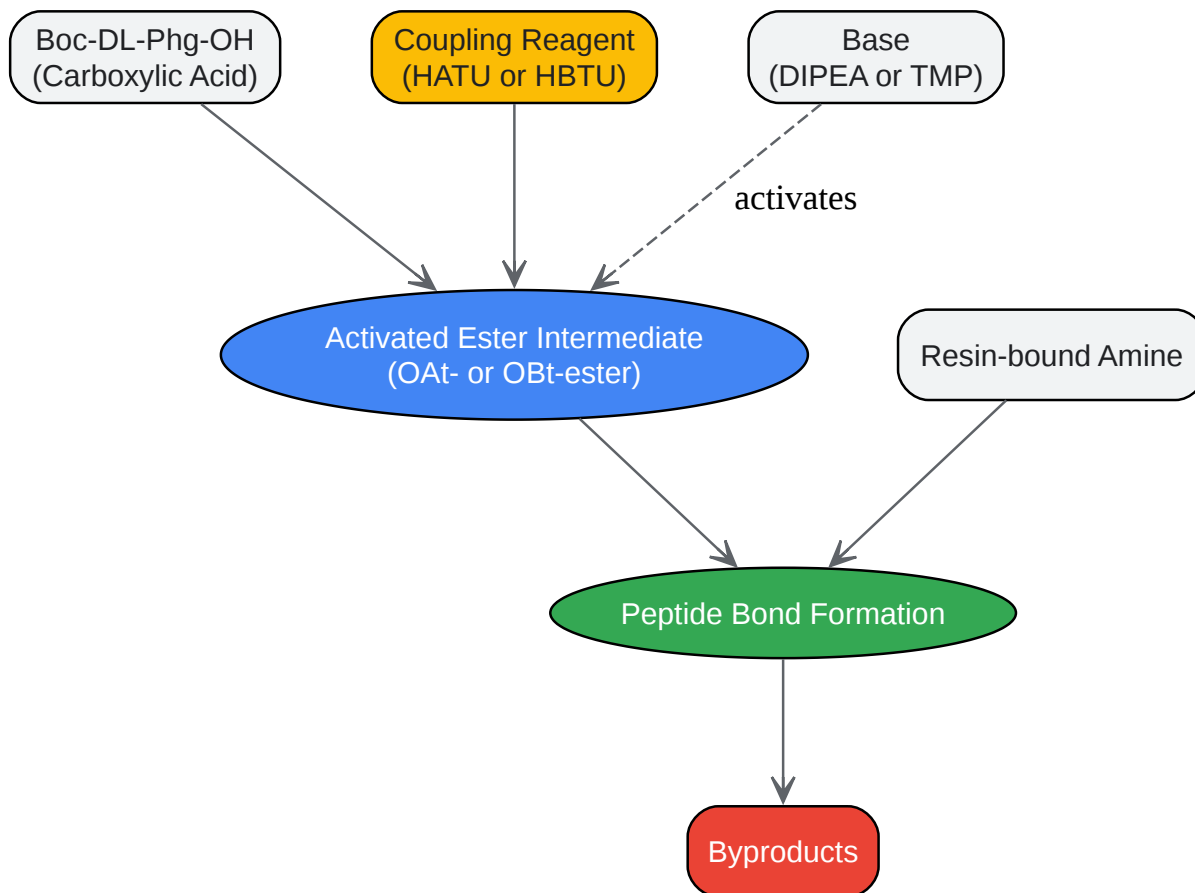 Boc-DL-Phg-OH
(Carboxylic Acid)
Coupling Reagent
(HATU or HBTU)
Base
(DIPEA or TMP)
activates
Activated Ester Intermediate
(OAt- or OBt-ester)
Resin-bound Amine
Peptide Bond Formation
Byproducts